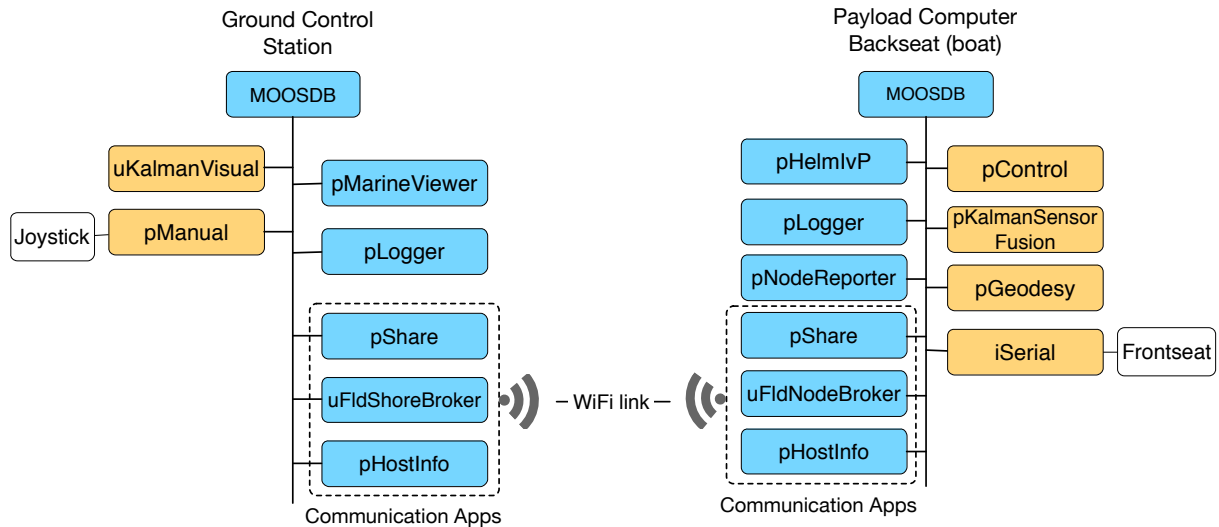 Ground Control
Station
MOOSDB
uKalmanVisual
pMarineViewer
Joystick
pManual
pLogger
pShare
uFldShoreBroker
pHostInfo
Communication Apps
WiFi link
Payload Computer
Backseat (boat)
MOOSDB
pHelmIvP
pControl
pLogger
pKalmanSensor
Fusion
pNodeReporter
pGeodesy
pShare
iSerial
Frontseat
uFldNodeBroker
pHostInfo
Communication Apps